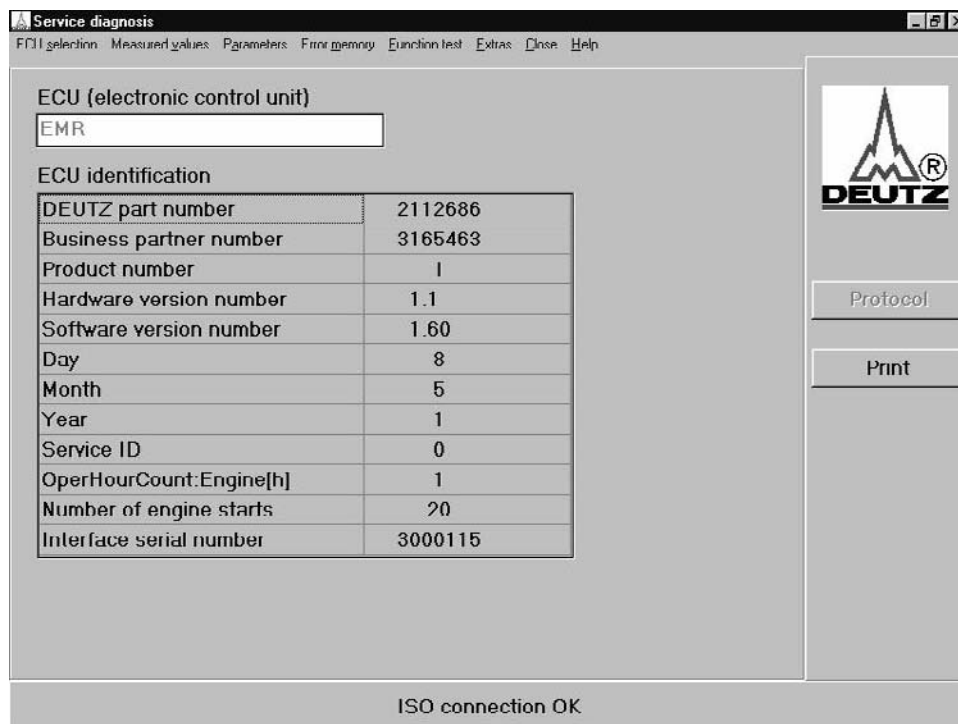 Service diagnosis
ECU selection Measured values Parameters Error memory Function test Extras Close Help
ECU (electronic control unit)
EMR
ECU identification
DEUTZ part number 2112686
Business partner number 3165463
Product number I
Hardware version number 1.1
Software version number 1.60
Day 8
Month 5
Year 1
Service ID 0
OperHourCount:Engine[h] 1
Number of engine starts 20
Interface serial number 3000115
®
DEUTZ
Protocol
Print
ISO connection OK